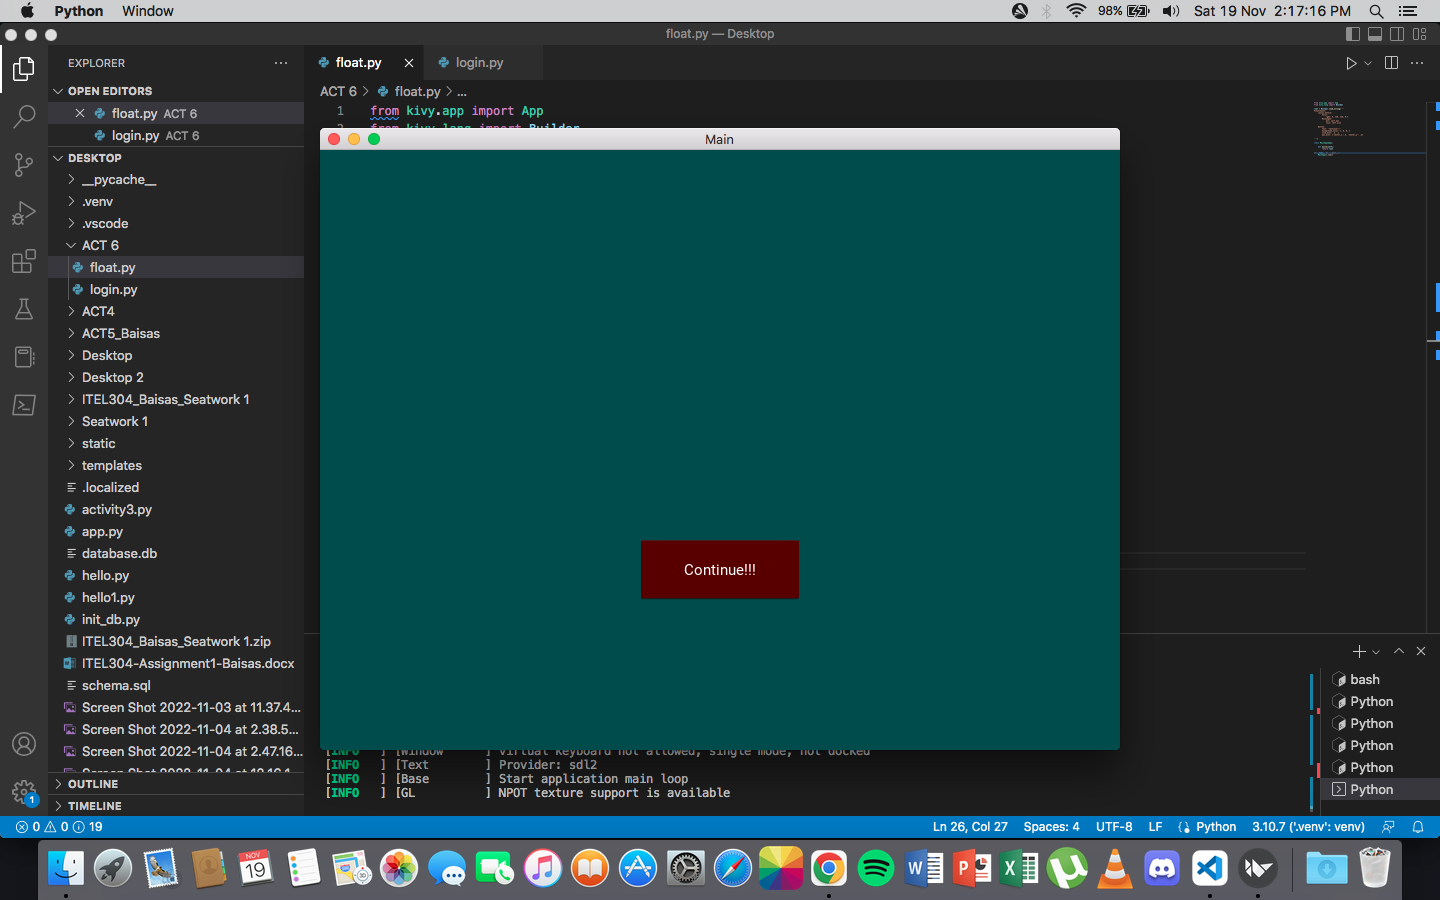 Python Window 98% Sat 19 Nov 2:17:16 PM
float.py — Desktop
EXPLORER
float.py
login.py
OPEN EDITORS
float.py ACT 6
login.py ACT 6
DESKTOP
__pycache__
.venv
.vscode
ACT 6
float.py
login.py
ACT4
ACT5_Baisas
Desktop
Desktop 2
ITEL304_Baisas_Seatwork 1
Seatwork 1
static
templates
.localized
activity3.py
app.py
database.db
hello.py
hello1.py
init_db.py
ITEL304_Baisas_Seatwork 1.zip
ITEL304-Assignment1-Baisas.docx
schema.sql
Screen Shot 2022-11-03 at 11.37.4...
Screen Shot 2022-11-04 at 2.38.5...
Screen Shot 2022-11-04 at 2.47.16...
OUTLINE
TIMELINE
ACT 6 > float.py > ...
1 from kivy.app import App
2 from kivy.lang import Builder
Main
Continue!!!
[INFO ] [Window ] Virtual keyboard not allowed, single mode, not docked
[INFO ] [Text ] Provider: sdl2
[INFO ] [Base ] Start application main loop
[INFO ] [GL ] NPOT texture support is available
bash
Python
Python
Python
Python
Python
1
0 0 19
Ln 26, Col 27 Spaces: 4 UTF-8 LF Python 3.10.7 ('.venv': venv)
NOV
19